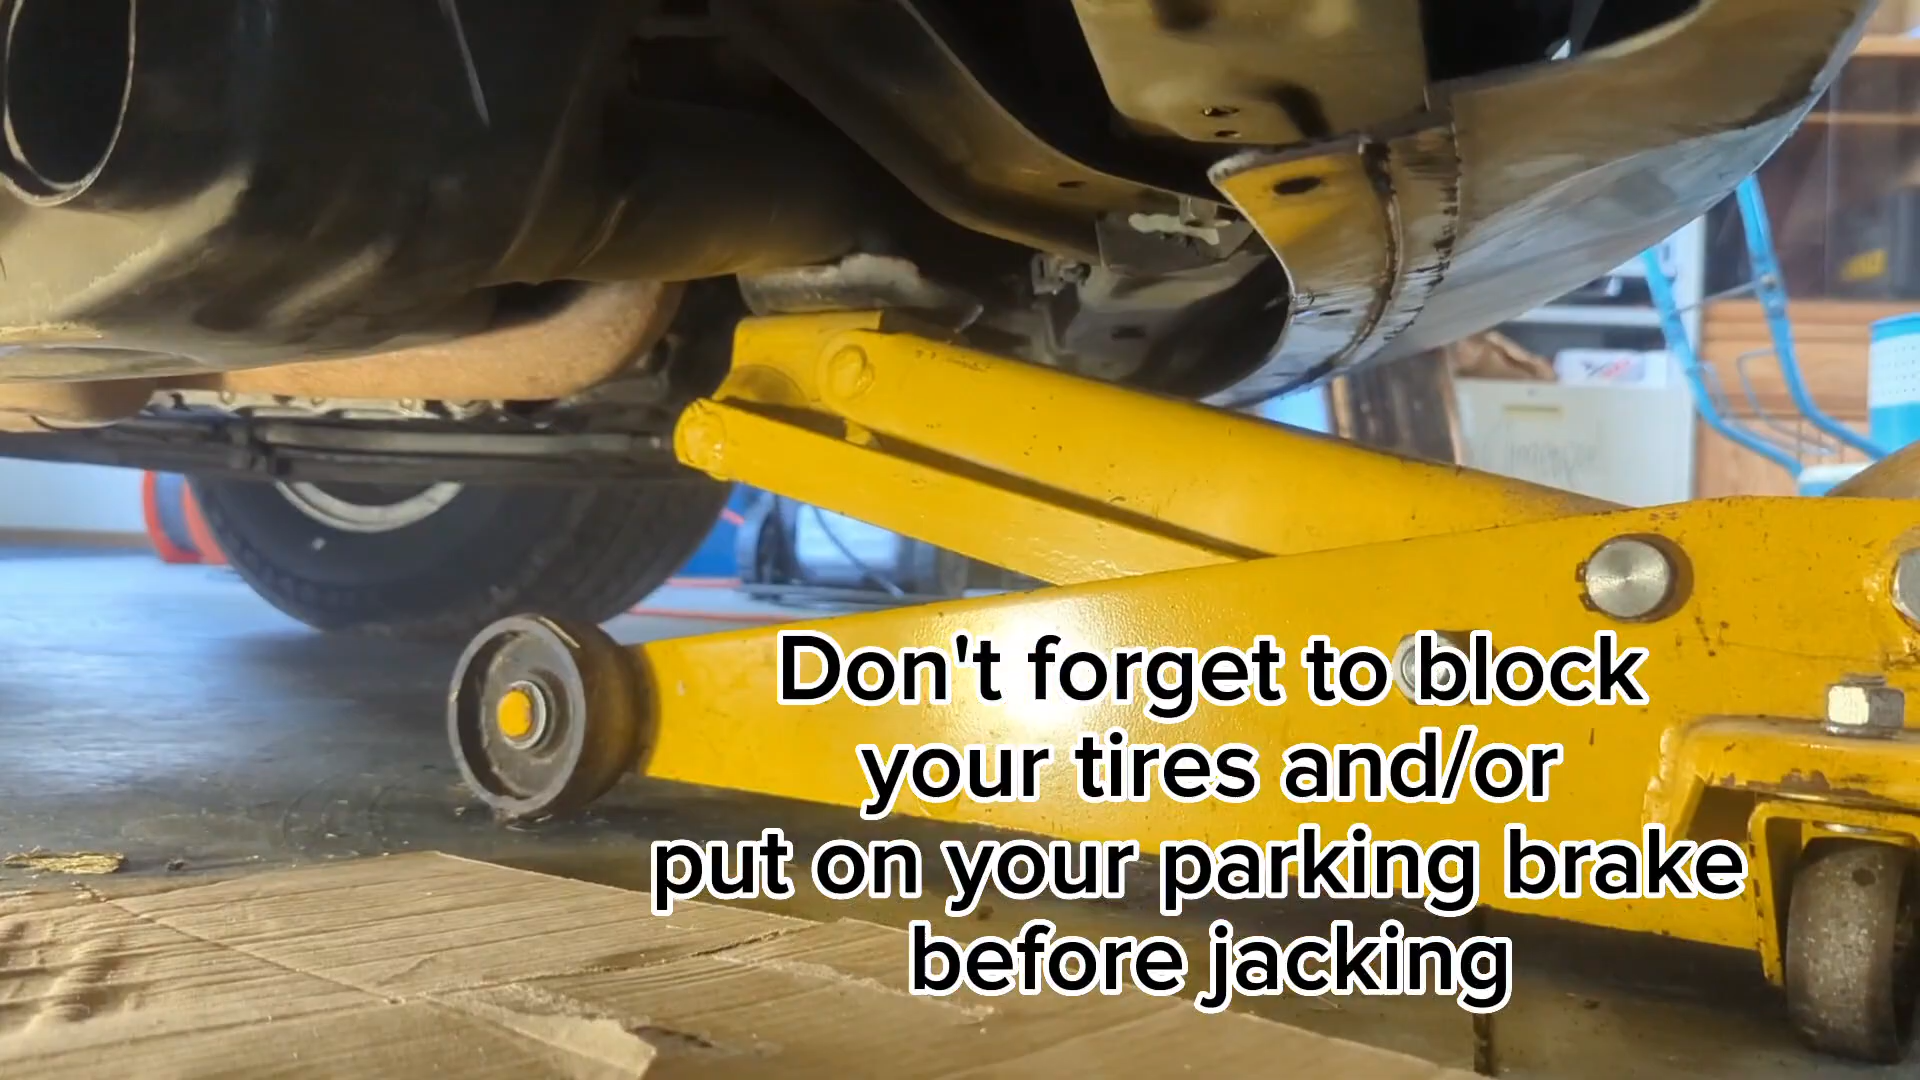 Don't forget to block
your tires and/or
put on your parking brake
before jacking